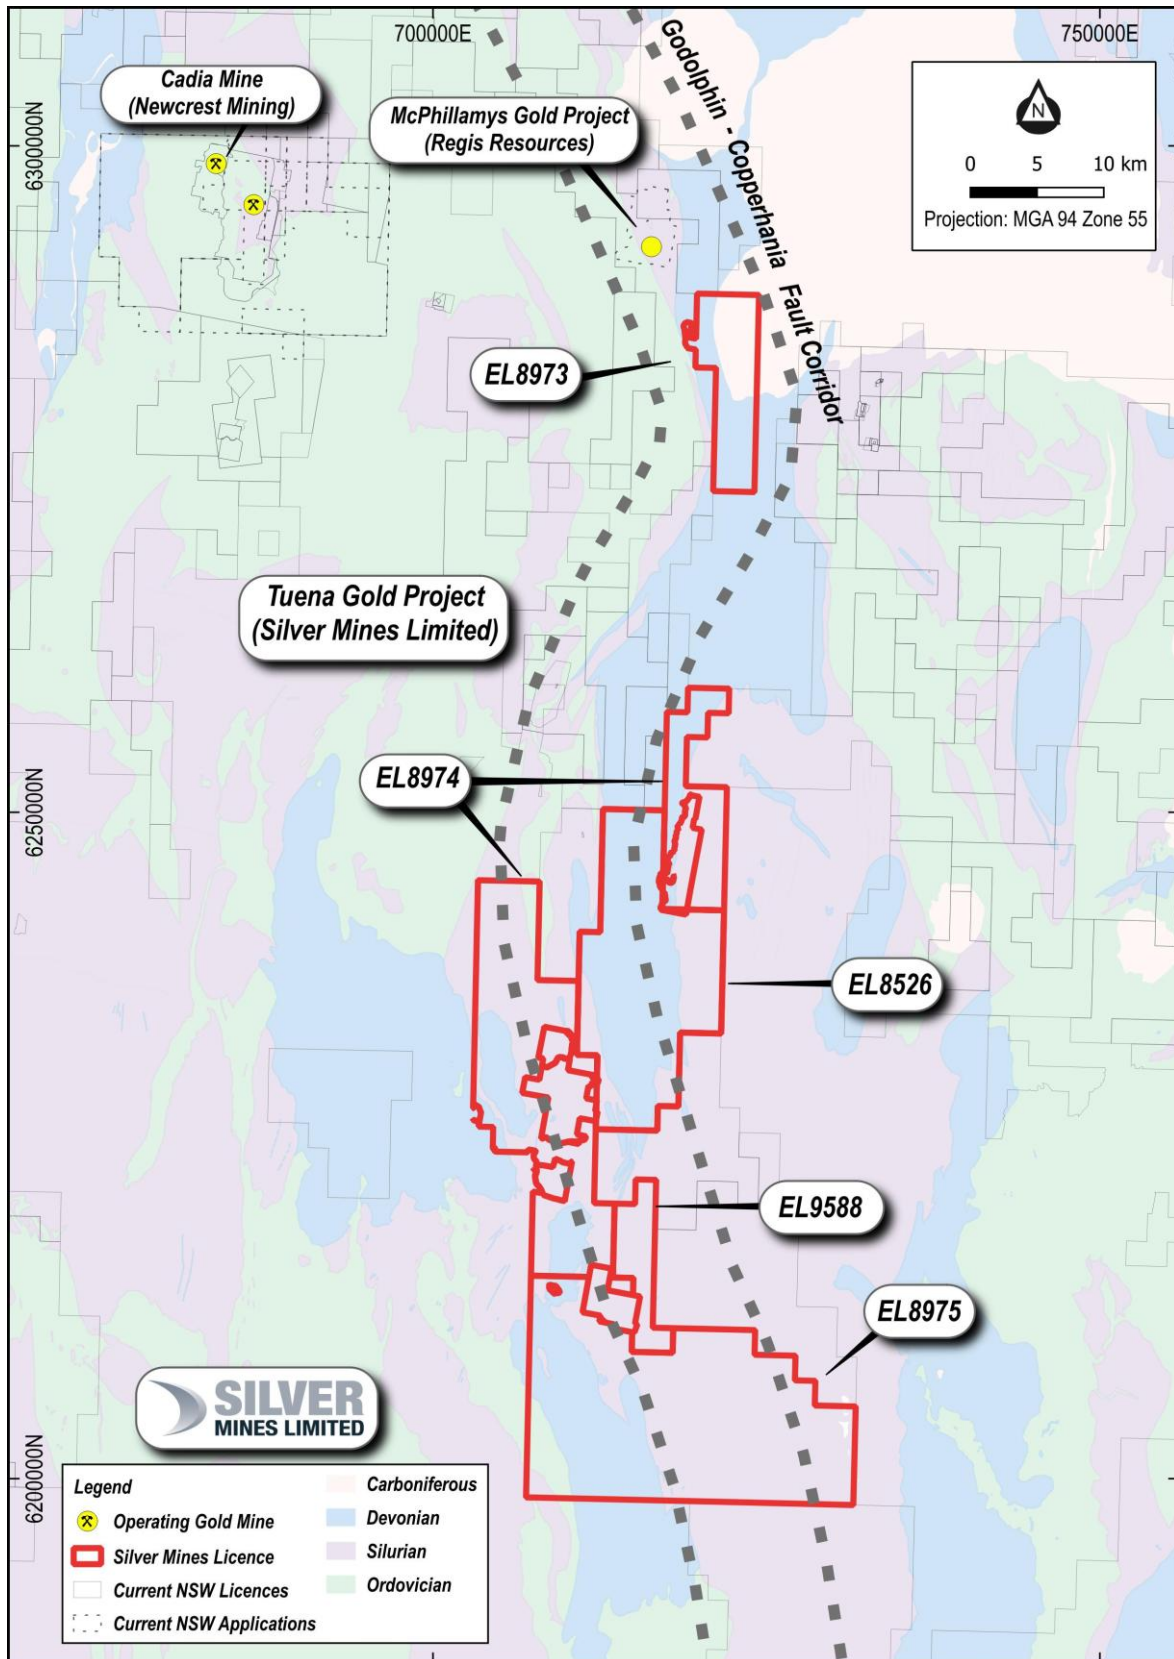 700000E
750000E
6300000N
6250000N
6200000N
Cadia Mine
(Newcrest Mining)
McPhillamys Gold Project
(Regis Resources)
Godolphin - Copperhania Fault Corridor
N
0 5 10 km
Projection: MGA 94 Zone 55
EL8973
Tuena Gold Project
(Silver Mines Limited)
EL8974
EL8526
EL9588
EL8975
SILVER
MINES LIMITED
Legend
Operating Gold Mine
Silver Mines Licence
Current NSW Licences
Current NSW Applications
Carboniferous
Devonian
Silurian
Ordovician